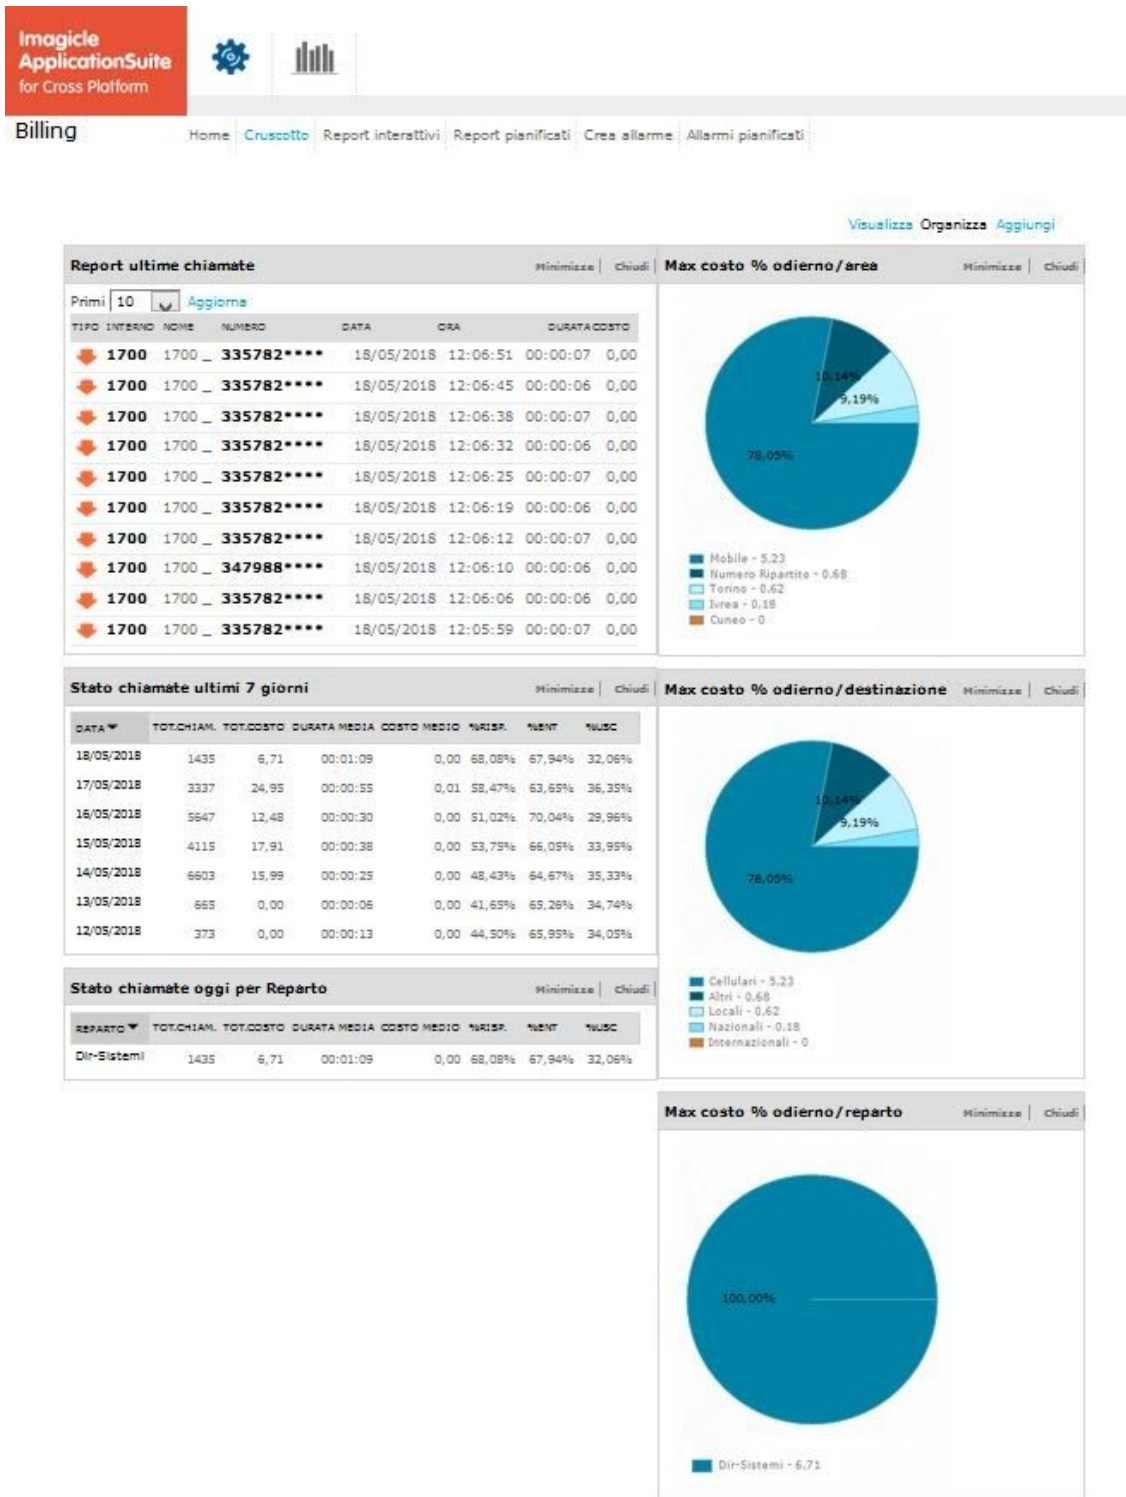 Imagicle
ApplicationSuite
for Cross Platform
Billing
Home Cruscotto Report interattivi Report pianificati Crea allarme Allarmi pianificati
Visualizza Organizza Aggiungi
Report ultime chiamate Minimizza Chiudi
Primi 10 Aggiorna
TIPO INTERNO NOME NUMERO DATA ORA DURATA COSTO
1700 1700 _ 335782**** 18/05/2018 12:06:51 00:00:07 0,00
1700 1700 _ 335782**** 18/05/2018 12:06:45 00:00:06 0,00
1700 1700 _ 335782**** 18/05/2018 12:06:38 00:00:07 0,00
1700 1700 _ 335782**** 18/05/2018 12:06:32 00:00:06 0,00
1700 1700 _ 335782**** 18/05/2018 12:06:25 00:00:07 0,00
1700 1700 _ 335782**** 18/05/2018 12:06:19 00:00:06 0,00
1700 1700 _ 335782**** 18/05/2018 12:06:12 00:00:07 0,00
1700 1700 _ 347988**** 18/05/2018 12:06:10 00:00:06 0,00
1700 1700 _ 335782**** 18/05/2018 12:06:06 00:00:06 0,00
1700 1700 _ 335782**** 18/05/2018 12:05:59 00:00:07 0,00
Stato chiamate ultimi 7 giorni Minimizza Chiudi
DATA TOT.CHIAM. TOT.COSTO DURATA MEDIA COSTO MEDIO %RISP. %ENT %USC
18/05/2018 1435 6,71 00:01:09 0,00 68,08% 67,94% 32,06%
17/05/2018 3337 24,95 00:00:55 0,01 58,47% 63,65% 36,35%
16/05/2018 5647 12,48 00:00:30 0,00 51,02% 70,04% 29,96%
15/05/2018 4115 17,91 00:00:38 0,00 53,75% 66,05% 33,95%
14/05/2018 6603 15,99 00:00:25 0,00 48,43% 64,67% 35,33%
13/05/2018 665 0,00 00:00:06 0,00 41,65% 65,26% 34,74%
12/05/2018 373 0,00 00:00:13 0,00 44,50% 65,95% 34,05%
Stato chiamate oggi per Reparto Minimizza Chiudi
REPARTO TOT.CHIAM. TOT.COSTO DURATA MEDIA COSTO MEDIO %RISP. %ENT %USC
Dir-Sistemi 1435 6,71 00:01:09 0,00 68,08% 67,94% 32,06%
Max costo % odierno/area Minimizza Chiudi
10,14%
9,19%
78,05%
Mobile - 5,23
Numero Ripartito - 0,68
Torino - 0,62
Ivrea - 0,18
Cuneo - 0
Max costo % odierno/destinazione Minimizza Chiudi
10,14%
9,19%
78,05%
Cellulari - 5,23
Altri - 0,68
Locali - 0,62
Nazionali - 0,18
Internazionali - 0
Max costo % odierno/reparto Minimizza Chiudi
100,00%
Dir-Sistemi - 6,71